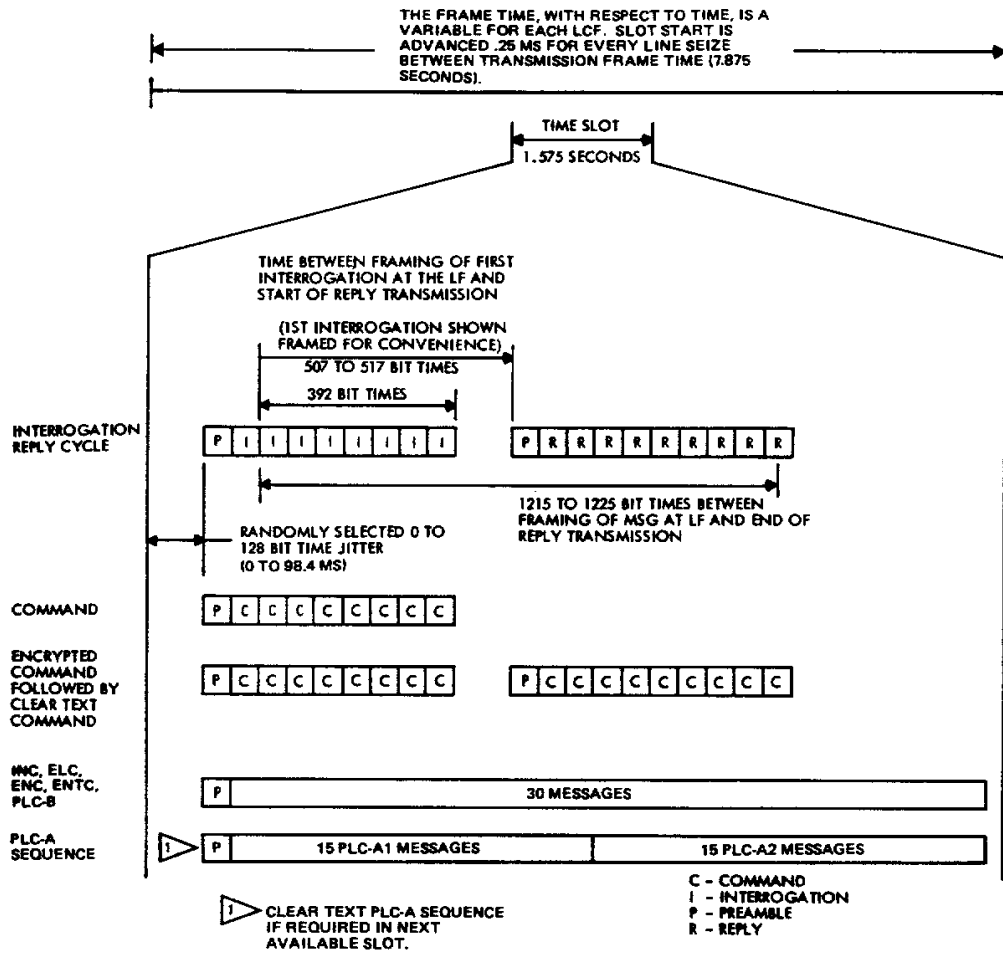 THE FRAME TIME, WITH RESPECT TO TIME, IS A
VARIABLE FOR EACH LCF. SLOT START IS
ADVANCED .25 MS FOR EVERY LINE SEIZE
BETWEEN TRANSMISSION FRAME TIME (7.875
SECONDS).
TIME SLOT
1.575 SECONDS
TIME BETWEEN FRAMING OF FIRST
INTERROGATION AT THE LF AND
START OF REPLY TRANSMISSION
(1ST INTERROGATION SHOWN
FRAMED FOR CONVENIENCE)
507 TO 517 BIT TIMES
392 BIT TIMES
INTERROGATION
REPLY CYCLE
P I I I I I I I I
P R R R R R R R R R
1215 TO 1225 BIT TIMES BETWEEN
FRAMING OF MSG AT LF AND END OF
REPLY TRANSMISSION
RANDOMLY SELECTED 0 TO
128 BIT TIME JITTER
(0 TO 98.4 MS)
COMMAND
P C C C C C C C C
ENCRYPTED
COMMAND
FOLLOWED BY
CLEAR TEXT
COMMAND
P C C C C C C C C
P C C C C C C C C C
INC, ELC,
ENC, ENTC,
PLC-B
P
30 MESSAGES
PLC-A
SEQUENCE
1
P
15 PLC-A1 MESSAGES
15 PLC-A2 MESSAGES
C - COMMAND
I - INTERROGATION
P - PREAMBLE
R - REPLY
1
CLEAR TEXT PLC-A SEQUENCE
IF REQUIRED IN NEXT
AVAILABLE SLOT.